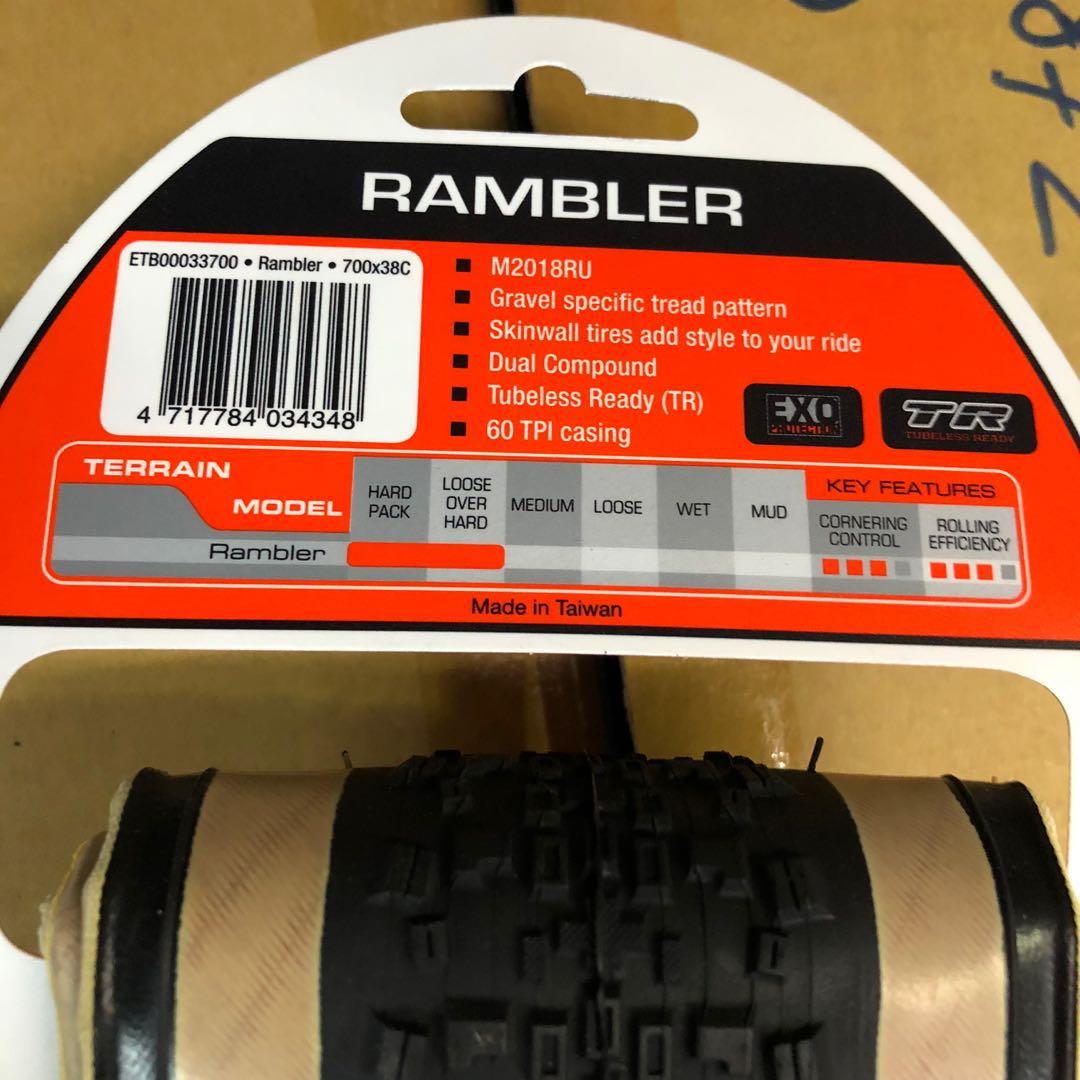 RAMBLER
ETB00033700 • Rambler • 700x38C
4 717784 034348
■ M2018RU
■ Gravel specific tread pattern
■ Skinwall tires add style to your ride
■ Dual Compound
■ Tubeless Ready (TR)
■ 60 TPI casing
EXO
PROTECTION
TR
TUBELESS READY
TERRAIN
MODEL
HARD PACK
LOOSE OVER HARD
MEDIUM
LOOSE
WET
MUD
KEY FEATURES
CORNERING CONTROL
ROLLING EFFICIENCY
Rambler
Made in Taiwan